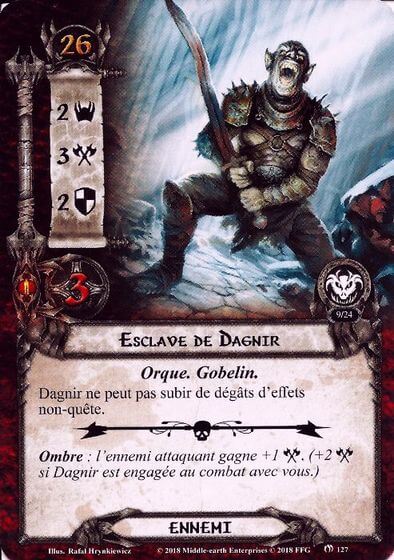 26
2
3
2
3
9/24
Esclave de Dagnir
Orque. Gobelin.
Dagnir ne peut pas subir de dégâts d'effets
non-quête.
Ombre : l'ennemi attaquant gagne +1 . (+2
si Dagnir est engagée au combat avec vous.)
ENNEMI
Illus. Rafał Hrynkiewicz © 2018 Middle-earth Enterprises © 2018 FFG 127